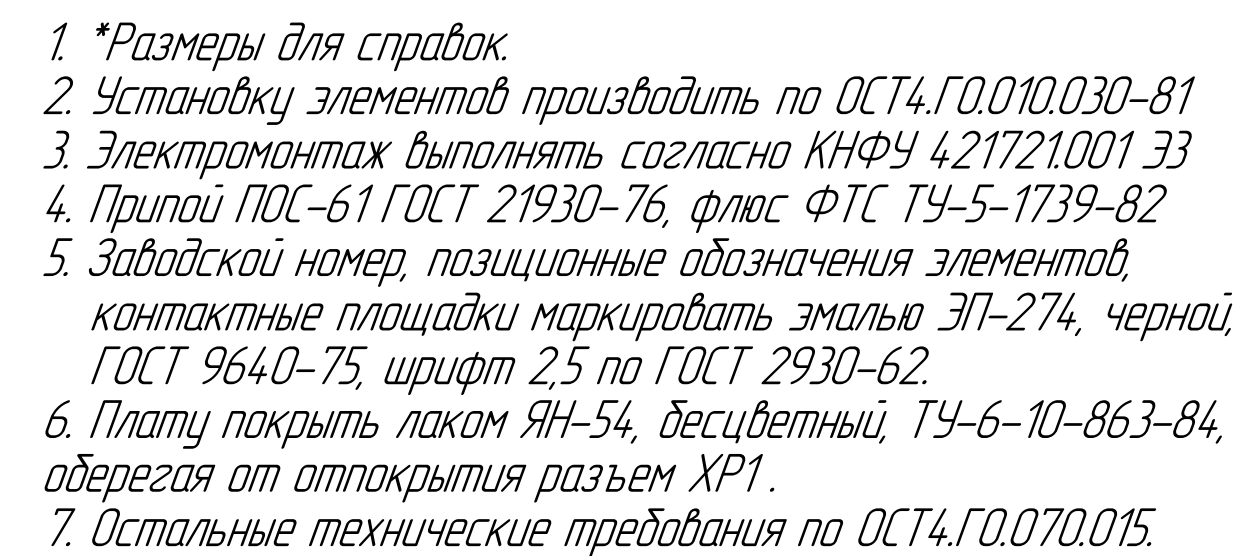 1. *Размеры для справок.
2. Установку элементов производить по ОСТ4.ГО.010.030-81
3. Электромонтаж выполнять согласно КНФУ 421721.001 ЭЗ
4. Припой ПОС-61 ГОСТ 21930-76, флюс ФТС ТУ-5-1739-82
5. Заводской номер, позиционные обозначения элементов,
контактные площадки маркировать эмалью ЭП-274, черной,
ГОСТ 9640-75, шрифт 2,5 по ГОСТ 2930-62.
6. Плату покрыть лаком ЯН-54, бесцветный, ТУ-6-10-863-84,
оберегая от отпокрытия разъем ХР1 .
7. Остальные технические требования по ОСТ4.ГО.070.015.